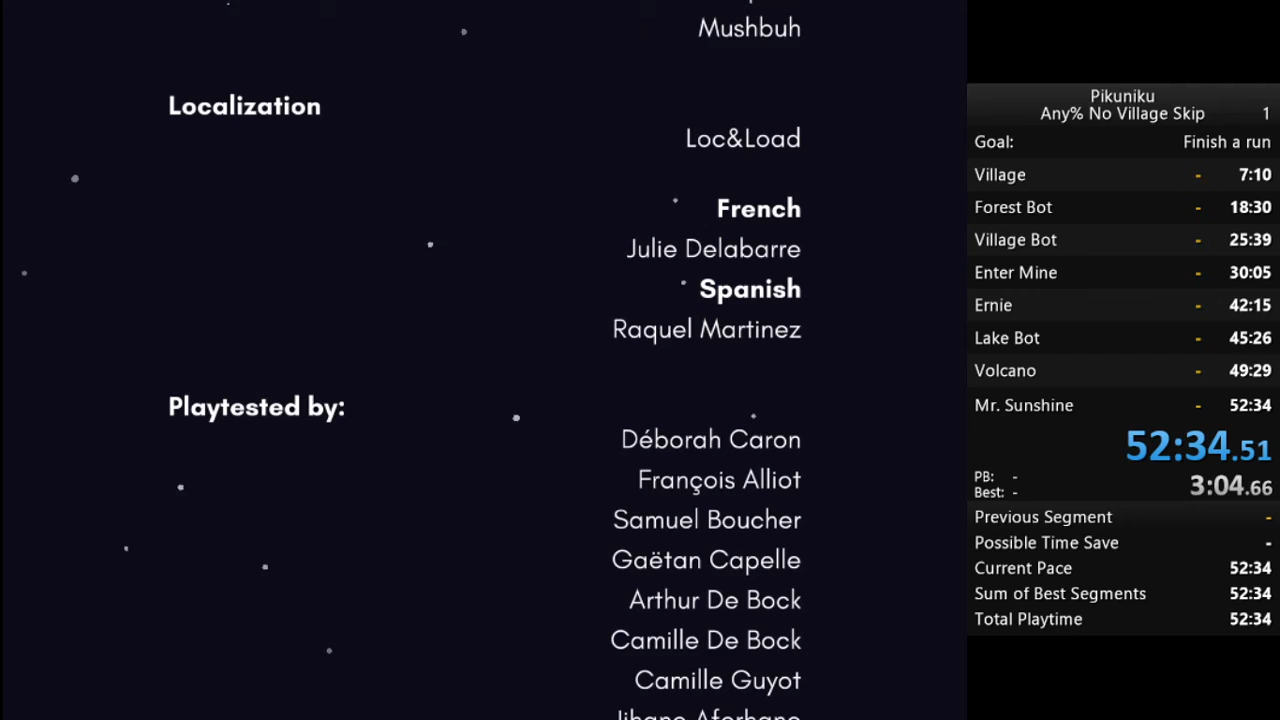 Mushbuh
Localization
Loc&Load
French
Julie Delabarre
Spanish
Raquel Martinez
Playtested by:
Déborah Caron
François Alliot
Samuel Boucher
Gaëtan Capelle
Arthur De Bock
Camille De Bock
Camille Guyot
Pikuniku
Any% No Village Skip 1
Goal: Finish a run
Village - 7:10
Forest Bot - 18:30
Village Bot - 25:39
Enter Mine - 30:05
Ernie - 42:15
Lake Bot - 45:26
Volcano - 49:29
Mr. Sunshine - 52:34
52:34.51
PB: -
Best: - 3:04.66
Previous Segment -
Possible Time Save -
Current Pace 52:34
Sum of Best Segments 52:34
Total Playtime 52:34